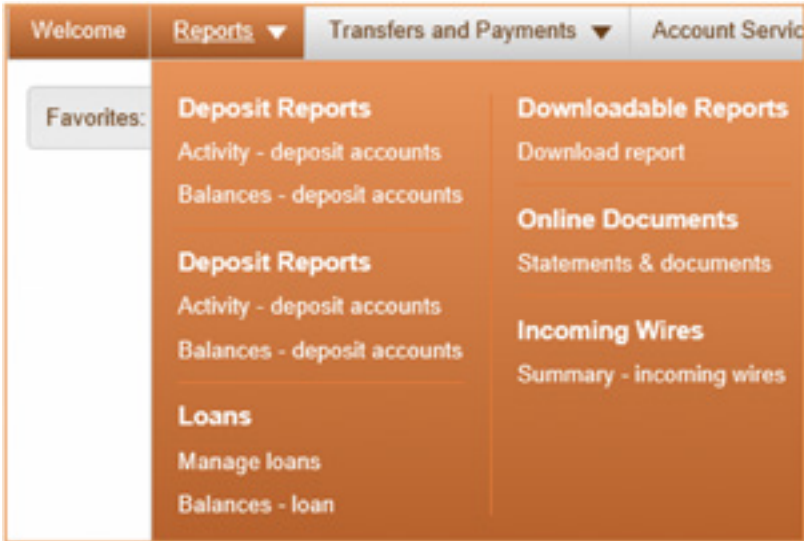 Welcome Reports Transfers and Payments Account Servic
Favorites:
Deposit Reports
Activity - deposit accounts
Balances - deposit accounts
Deposit Reports
Activity - deposit accounts
Balances - deposit accounts
Loans
Manage loans
Balances - loan
Downloadable Reports
Download report
Online Documents
Statements & documents
Incoming Wires
Summary - incoming wires